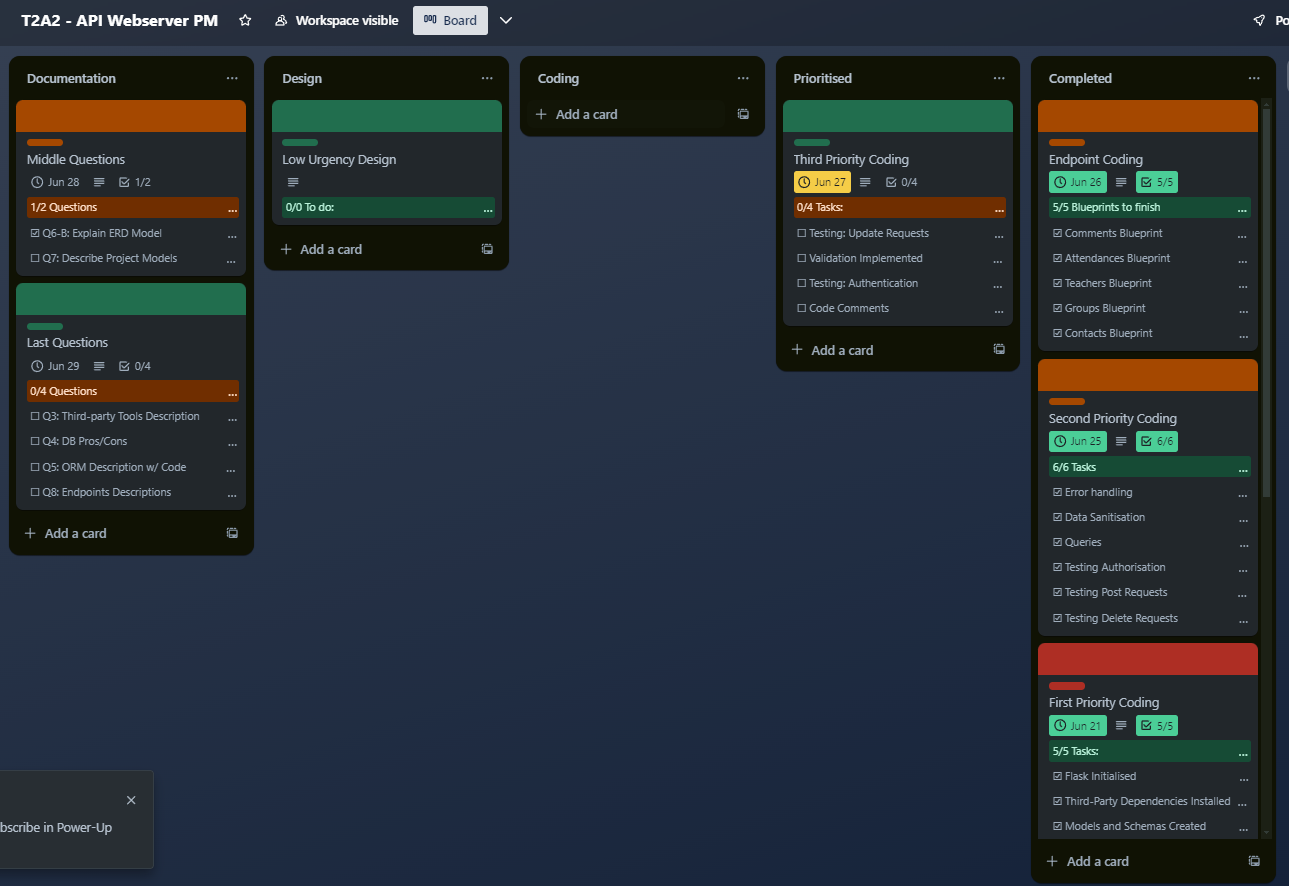 T2A2 - API Webserver PM
Workspace visible
Board
Documentation
Middle Questions
Jun 28
1/2
1/2 Questions
Q6-B: Explain ERD Model
Q7: Describe Project Models
Last Questions
Jun 29
0/4
0/4 Questions
Q3: Third-party Tools Description
Q4: DB Pros/Cons
Q5: ORM Description w/ Code
Q8: Endpoints Descriptions
Add a card
Design
Low Urgency Design
0/0 To do:
Add a card
Coding
Add a card
Prioritised
Third Priority Coding
Jun 27
0/4
0/4 Tasks:
Testing: Update Requests
Validation Implemented
Testing: Authentication
Code Comments
Add a card
Completed
Endpoint Coding
Jun 26
5/5
5/5 Blueprints to finish
Comments Blueprint
Attendances Blueprint
Teachers Blueprint
Groups Blueprint
Contacts Blueprint
Second Priority Coding
Jun 25
6/6
6/6 Tasks
Error handling
Data Sanitisation
Queries
Testing Authorisation
Testing Post Requests
Testing Delete Requests
First Priority Coding
Jun 21
5/5
5/5 Tasks:
Flask Initialised
Third-Party Dependencies Installed
Models and Schemas Created
Add a card
in Power-Up